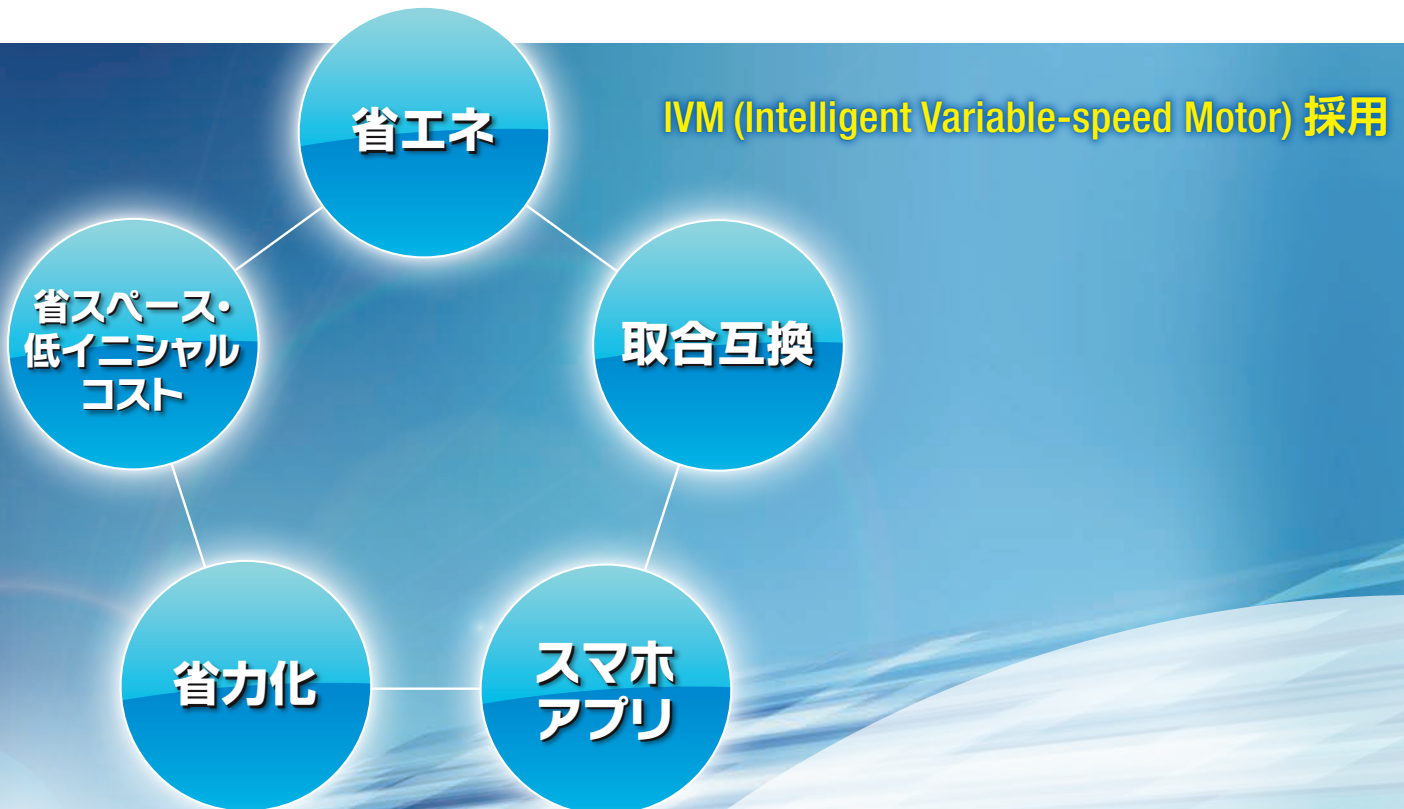 省エネ
IVM (Intelligent Variable-speed Motor) 採用
省スペース・
低イニシャル
コスト
取合互換
省力化
スマホ
アプリ